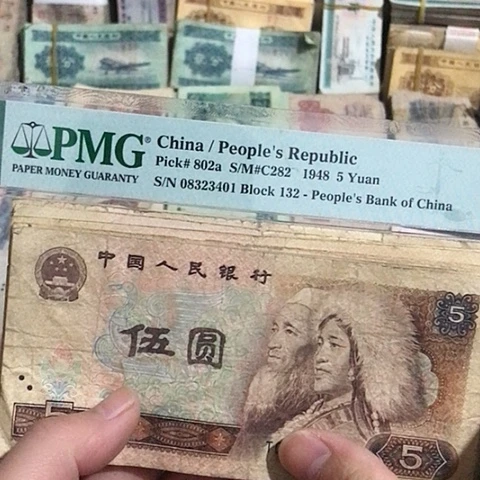 PMG
PAPER MONEY GUARANTY
China / People's Republic
Pick# 802a S/M#C282 1948 5 Yuan
S/N 08323401 Block 132 - People's Bank of China
中国人民银行
伍圆
5
5
5